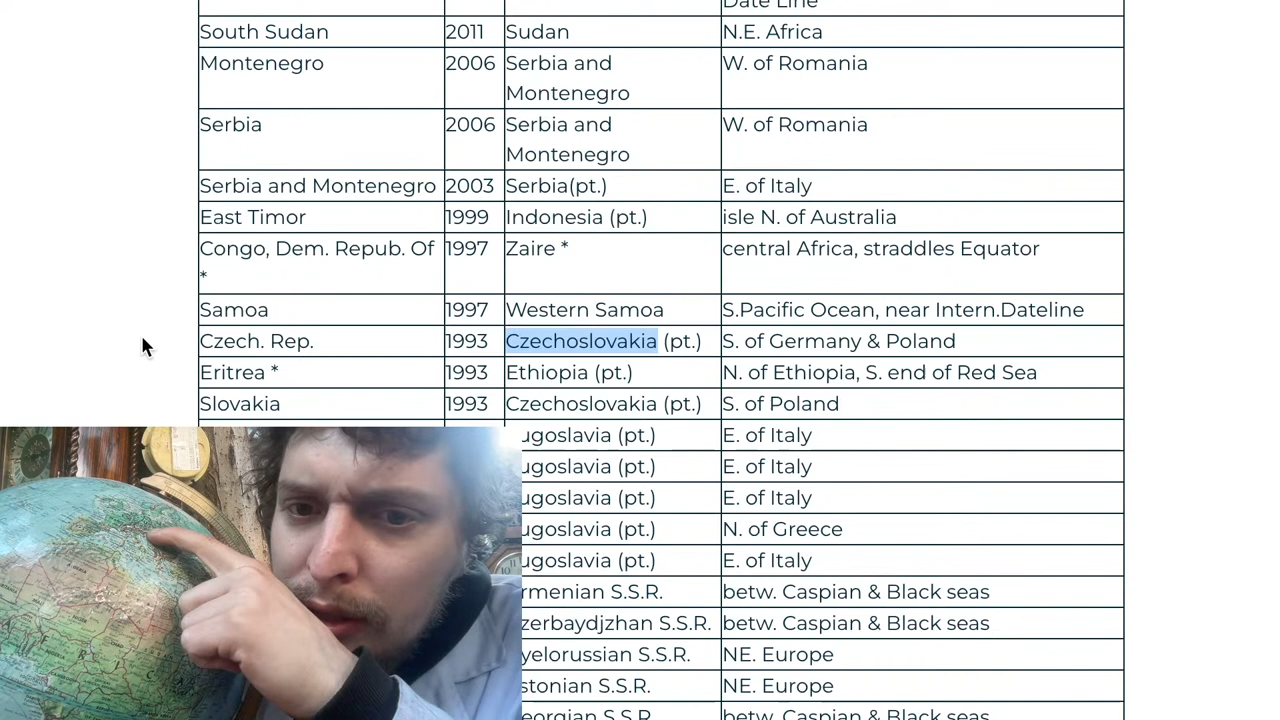 Date Line
South Sudan 2011 Sudan N.E. Africa
Montenegro 2006 Serbia and W. of Romania
Montenegro
Serbia 2006 Serbia and W. of Romania
Montenegro
Serbia and Montenegro 2003 Serbia(pt.) E. of Italy
East Timor 1999 Indonesia (pt.) isle N. of Australia
Congo, Dem. Repub. Of 1997 Zaire * central Africa, straddles Equator
*
Samoa 1997 Western Samoa S.Pacific Ocean, near Intern.Dateline
Czech. Rep. 1993 Czechoslovakia (pt.) S. of Germany & Poland
Eritrea * 1993 Ethiopia (pt.) N. of Ethiopia, S. end of Red Sea
Slovakia 1993 Czechoslovakia (pt.) S. of Poland
ugoslavia (pt.) E. of Italy
ugoslavia (pt.) E. of Italy
ugoslavia (pt.) E. of Italy
ugoslavia (pt.) N. of Greece
ugoslavia (pt.) E. of Italy
rmenian S.S.R. betw. Caspian & Black seas
zerbaydjzhan S.S.R. betw. Caspian & Black seas
yelorussian S.S.R. NE. Europe
stonian S.S.R. NE. Europe
eorgian S.S.R. betw. Caspian & Black seas